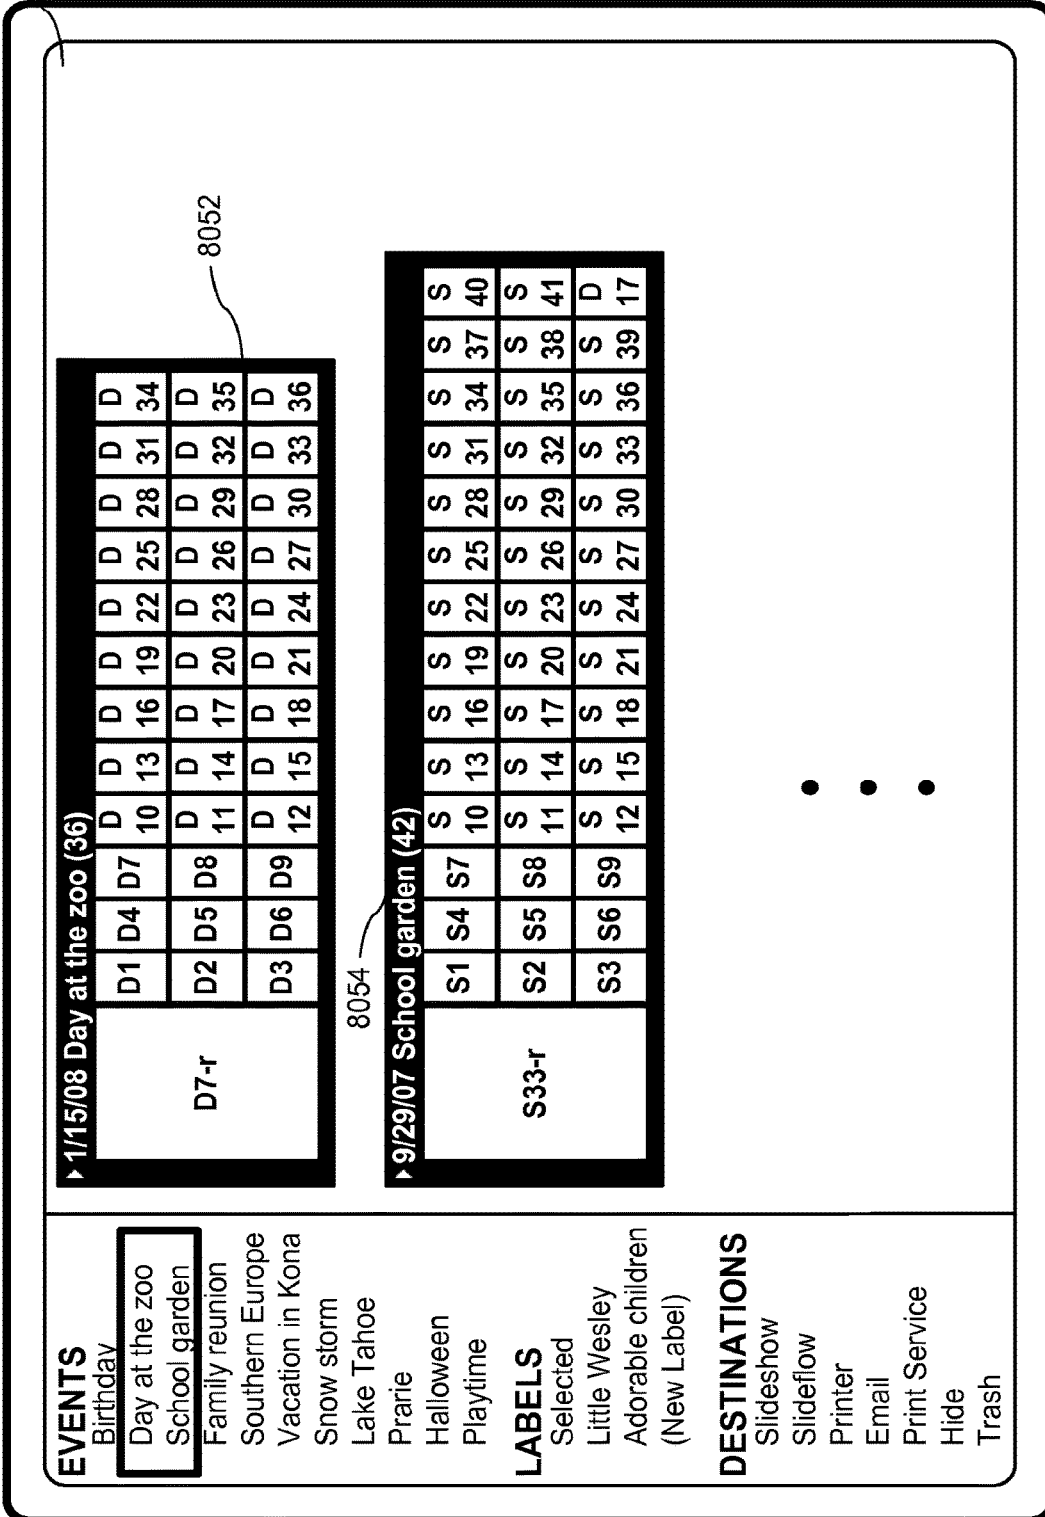 EVENTS
Birthday
Day at the zoo
School garden
Family reunion
Southern Europe
Vacation in Kona
Snow storm
Lake Tahoe
Prarie
Halloween
Playtime
LABELS
Selected
Little Wesley
Adorable children
(New Label)
DESTINATIONS
Slideshow
Slideflow
Printer
Email
Print Service
Hide
Trash
1/15/08 Day at the zoo (36)
D7-r
D1 D4 D7 D 10 D 13 D 16 D 19 D 22 D 25 D 28 D 31 D 34
D2 D5 D8 D 11 D 14 D 17 D 20 D 23 D 26 D 29 D 32 D 35
D3 D6 D9 D 12 D 15 D 18 D 21 D 24 D 27 D 30 D 33 D 36
8052
8054
9/29/07 School garden (42)
S33-r
S1 S4 S7 S 10 S 13 S 16 S 19 S 22 S 25 S 28 S 31 S 34 S 37 S 40
S2 S5 S8 S 11 S 14 S 17 S 20 S 23 S 26 S 29 S 32 S 35 S 38 S 41
S3 S6 S9 S 12 S 15 S 18 S 21 S 24 S 27 S 30 S 33 S 36 S 39 D 17